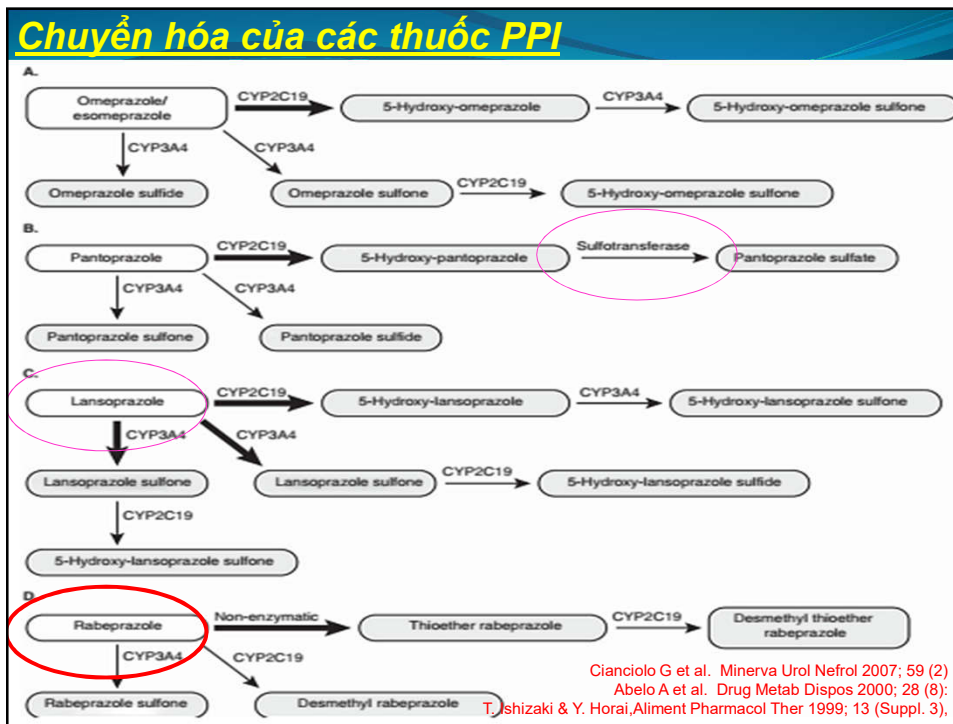 Chuyển hóa của các thuốc PPI
A.
Omeprazole/
esomeprazole
CYP2C19
5-Hydroxy-omeprazole
CYP3A4
5-Hydroxy-omeprazole sulfone
CYP3A4
CYP3A4
Omeprazole sulfide
Omeprazole sulfone
CYP2C19
5-Hydroxy-omeprazole sulfone
B.
Pantoprazole
CYP2C19
5-Hydroxy-pantoprazole
Sulfotransferase
Pantoprazole sulfate
CYP3A4
CYP3A4
Pantoprazole sulfone
Pantoprazole sulfide
C.
Lansoprazole
CYP2C19
5-Hydroxy-lansoprazole
CYP3A4
5-Hydroxy-lansoprazole sulfone
CYP3A4
CYP3A4
Lansoprazole sulfone
Lansoprazole sulfone
CYP2C19
5-Hydroxy-lansoprazole sulfide
CYP2C19
5-Hydroxy-lansoprazole sulfone
D.
Rabeprazole
Non-enzymatic
Thioether rabeprazole
CYP2C19
Desmethyl thioether
rabeprazole
CYP3A4
CYP2C19
Rabeprazole sulfone
Desmethyl rabeprazole
Cianciolo G et al. Minerva Urol Nefrol 2007; 59 (2)
Abelo A et al. Drug Metab Dispos 2000; 28 (8):
T. Ishizaki & Y. Horai,Aliment Pharmacol Ther 1999; 13 (Suppl. 3),